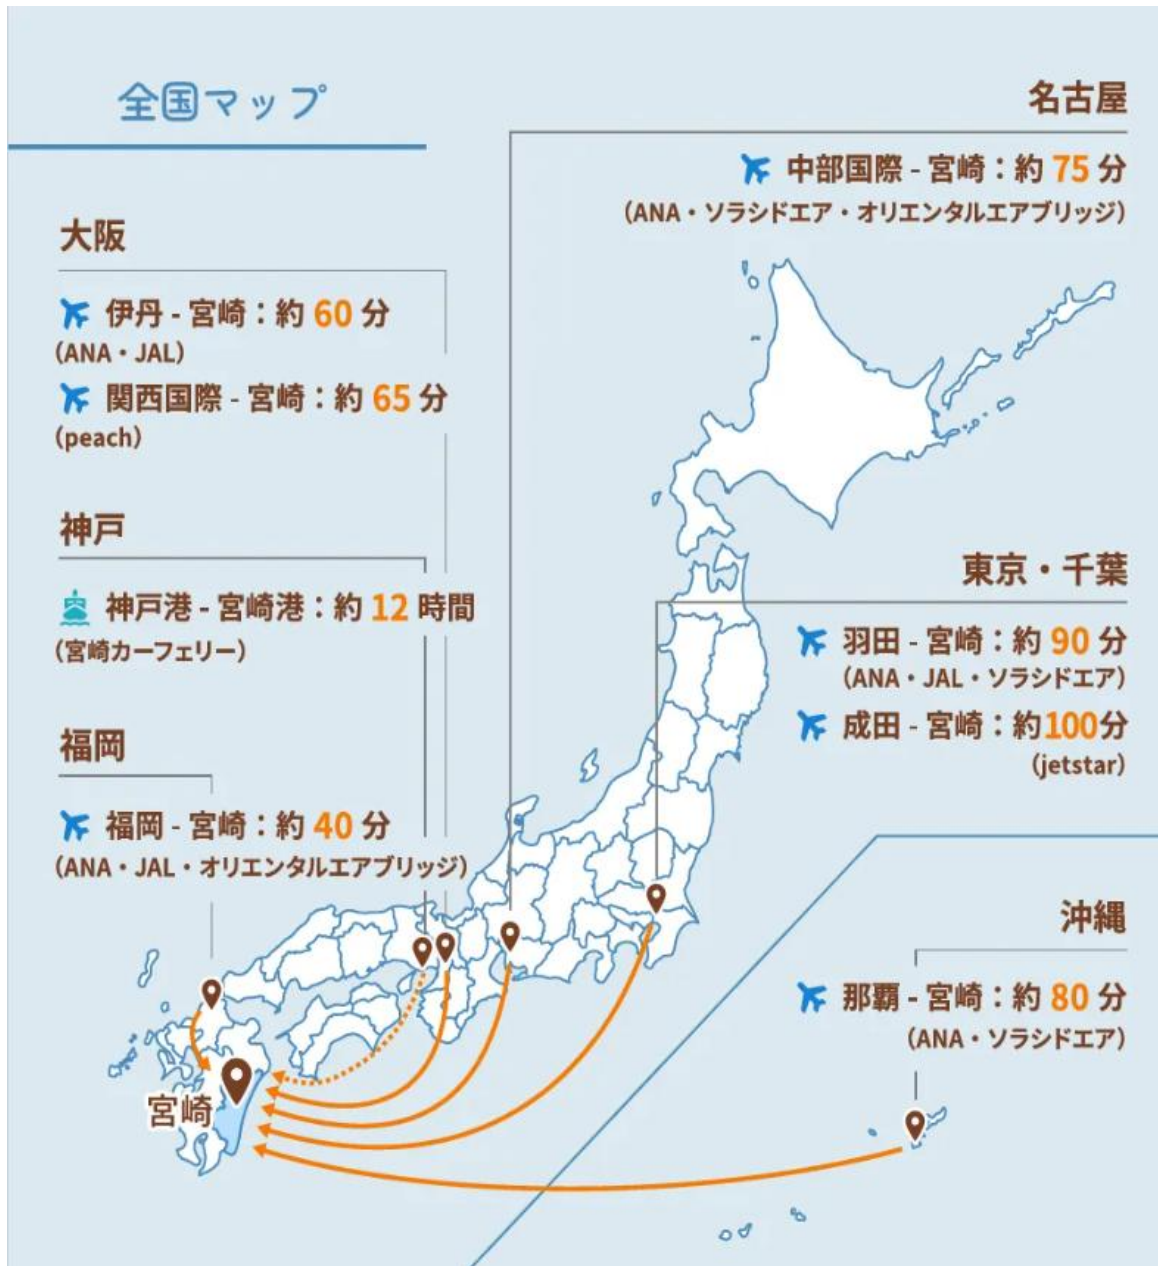 全国マップ
大阪
伊丹 - 宮崎：約 60 分
（ANA・JAL）
関西国際 - 宮崎：約 65 分
（peach）
神戸
神戸港 - 宮崎港：約 12 時間
（宮崎カーフェリー）
福岡
福岡 - 宮崎：約 40 分
（ANA・JAL・オリエンタルエアブリッジ）
名古屋
中部国際 - 宮崎：約 75 分
（ANA・ソラシドエア・オリエンタルエアブリッジ）
東京・千葉
羽田 - 宮崎：約 90 分
（ANA・JAL・ソラシドエア）
成田 - 宮崎：約100分
（jetstar）
沖縄
那覇 - 宮崎：約 80 分
（ANA・ソラシドエア）
宮崎